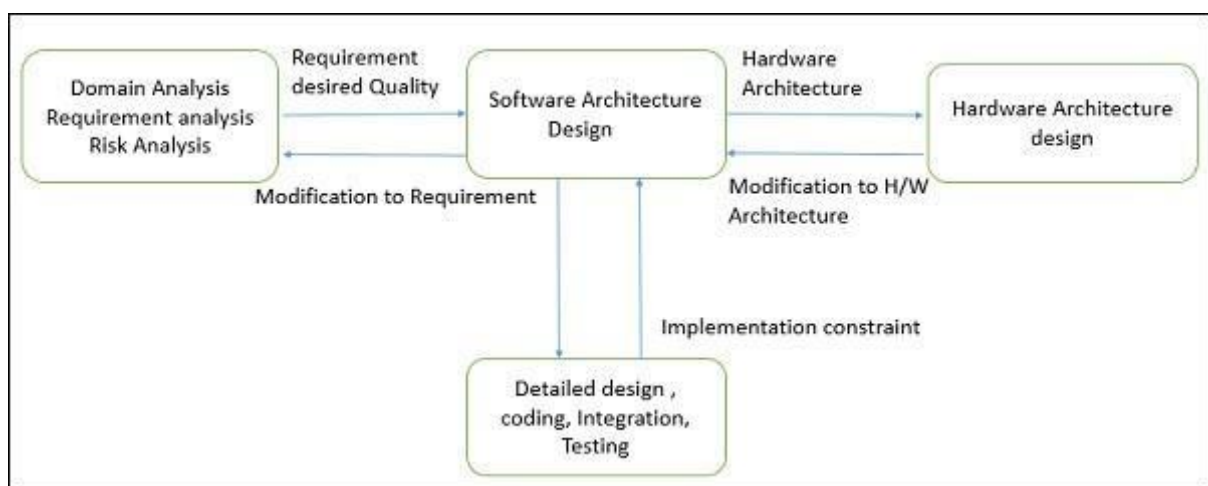 Domain Analysis
Requirement analysis
Risk Analysis
Requirement
desired Quality
Modification to Requirement
Software Architecture
Design
Hardware
Architecture
Modification to H/W
Architecture
Hardware Architecture
design
Implementation constraint
Detailed design ,
coding, Integration,
Testing